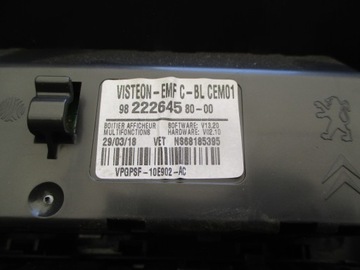 VISTEON-EMF C-BL CEM01
98 222645 80-00
BOITIER AFFICHEUR SOFTWARE: V13.20
MULTIFONCTIONS HARDWARE: V02.10
29/03/18 VET NS68185395
VPQPSF-10E902-AC